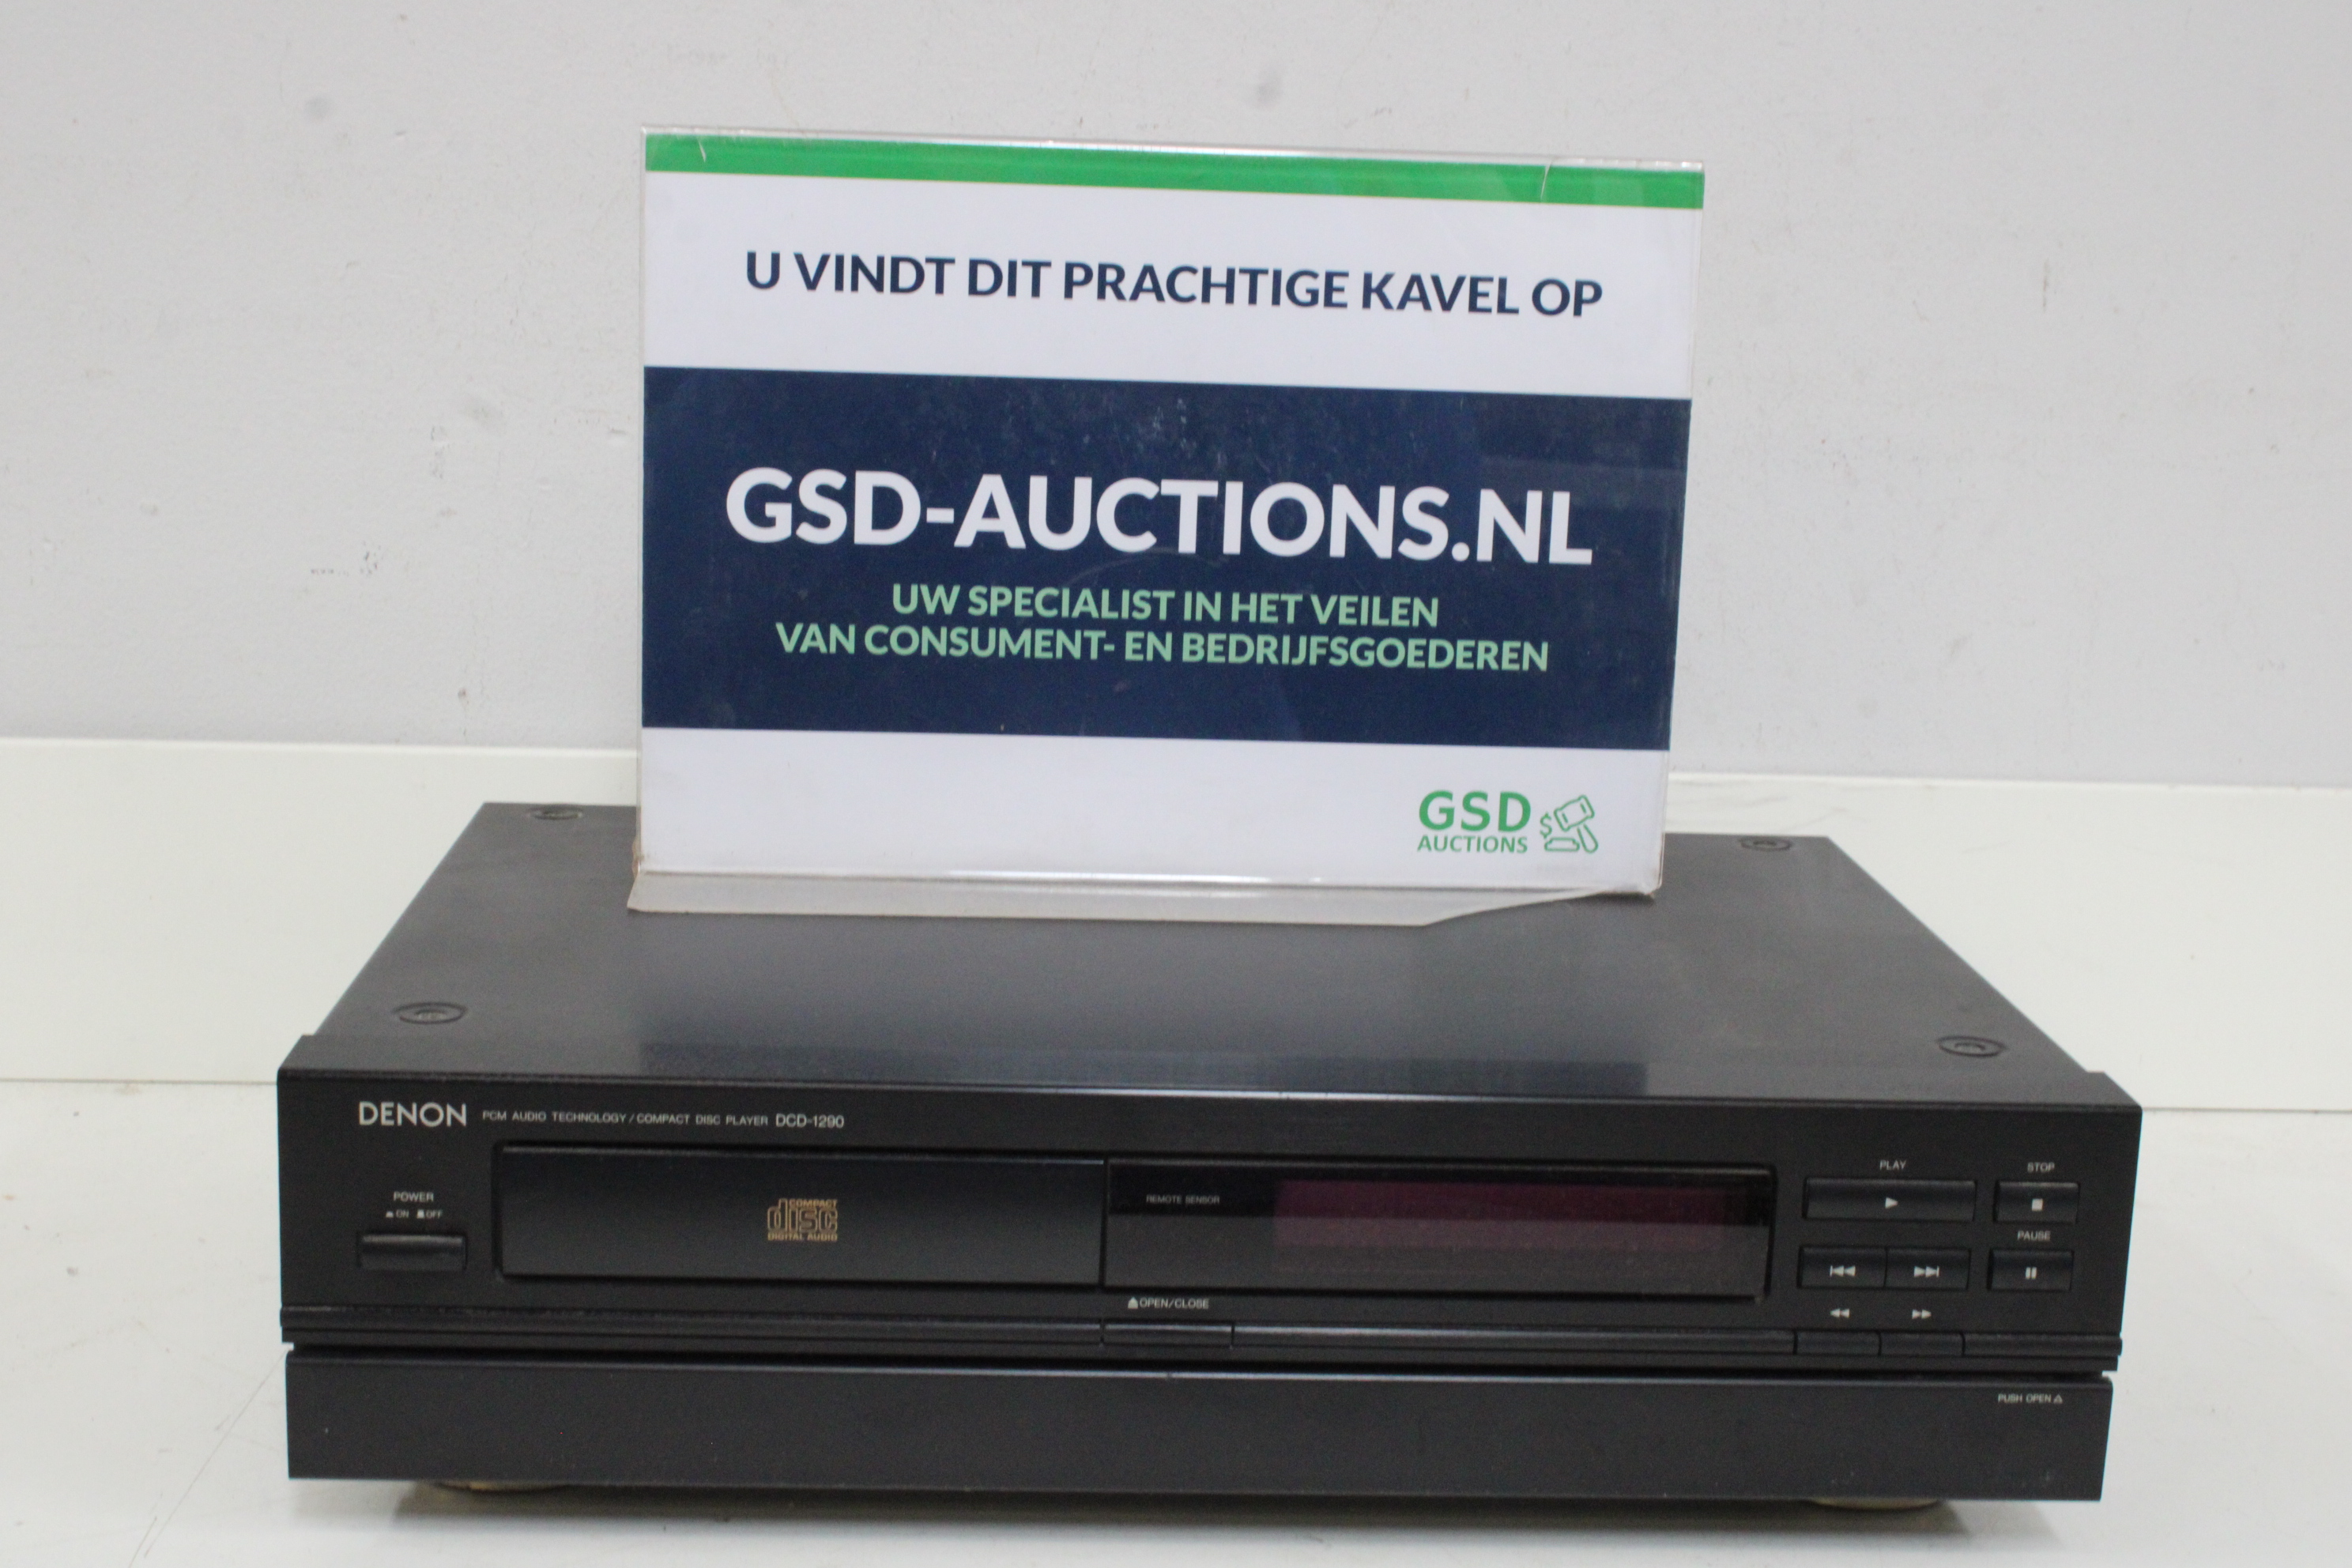 U VINDT DIT PRACHTIGE KAVEL OP
GSD-AUCTIONS.NL
UW SPECIALIST IN HET VEILEN
VAN CONSUMENT- EN BEDRIJFSGOEDEREN
GSD
AUCTIONS
DENON PCM AUDIO TECHNOLOGY / COMPACT DISC PLAYER DCD-1290
POWER
ON OFF
COMPACT
disc
DIGITAL AUDIO
REMOTE SENSOR
OPEN/CLOSE
PLAY STOP
PAUSE
PUSH OPEN